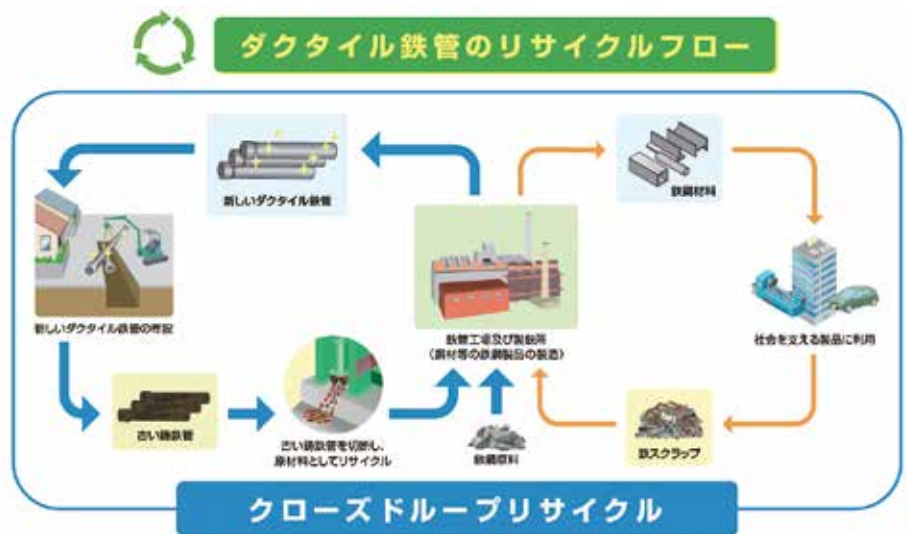 ダクタイル鉄管のリサイクルフロー
新しいダクタイル鉄管
鉄鋼材料
新しいダクタイル鉄管の布設
鉄管工場及び製鉄所
(鋼材等の鉄鋼製品の製造)
社会を支える製品に利用
古い鋳鉄管
古い鋳鉄管を切断し、
原材料としてリサイクル
鉄鋼原料
鉄スクラップ
クローズドループリサイクル